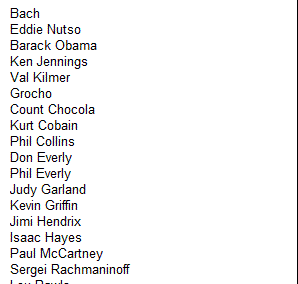 Bach
Eddie Nutso
Barack Obama
Ken Jennings
Val Kilmer
Grocho
Count Chocola
Kurt Cobain
Phil Collins
Don Everly
Phil Everly
Judy Garland
Kevin Griffin
Jimi Hendrix
Isaac Hayes
Paul McCartney
Sergei Rachmaninoff